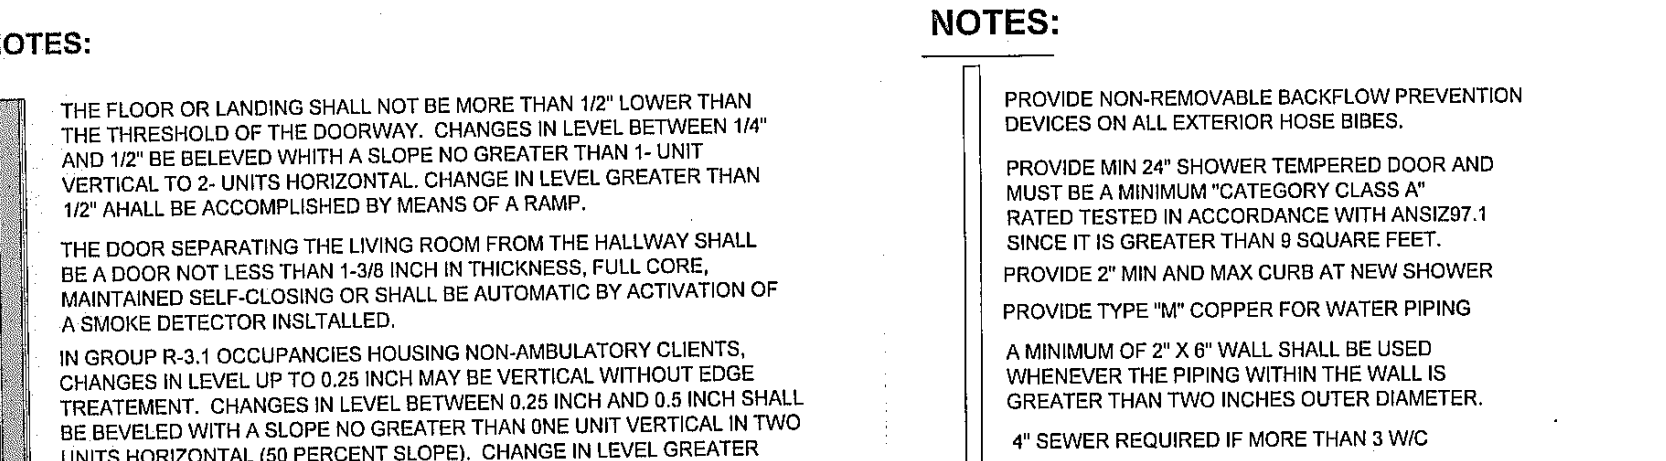 OTES:
THE FLOOR OR LANDING SHALL NOT BE MORE THAN 1/2" LOWER THAN
THE THRESHOLD OF THE DOORWAY. CHANGES IN LEVEL BETWEEN 1/4"
AND 1/2" BE BELEVED WHITH A SLOPE NO GREATER THAN 1- UNIT
VERTICAL TO 2- UNITS HORIZONTAL. CHANGE IN LEVEL GREATER THAN
1/2" AHALL BE ACCOMPLISHED BY MEANS OF A RAMP.
THE DOOR SEPARATING THE LIVING ROOM FROM THE HALLWAY SHALL
BE A DOOR NOT LESS THAN 1-3/8 INCH IN THICKNESS, FULL CORE,
MAINTAINED SELF-CLOSING OR SHALL BE AUTOMATIC BY ACTIVATION OF
A SMOKE DETECTOR INSLTALLED.
IN GROUP R-3.1 OCCUPANCIES HOUSING NON-AMBULATORY CLIENTS,
CHANGES IN LEVEL UP TO 0.25 INCH MAY BE VERTICAL WITHOUT EDGE
TREATEMENT. CHANGES IN LEVEL BETWEEN 0.25 INCH AND 0.5 INCH SHALL
BE BEVELED WITH A SLOPE NO GREATER THAN ONE UNIT VERTICAL IN TWO
UNITS HORIZONTAL (50 PERCENT SLOPE). CHANGE IN LEVEL GREATER
NOTES:
PROVIDE NON-REMOVABLE BACKFLOW PREVENTION
DEVICES ON ALL EXTERIOR HOSE BIBES.
PROVIDE MIN 24" SHOWER TEMPERED DOOR AND
MUST BE A MINIMUM "CATEGORY CLASS A"
RATED TESTED IN ACCORDANCE WITH ANSIZ97.1
SINCE IT IS GREATER THAN 9 SQUARE FEET.
PROVIDE 2" MIN AND MAX CURB AT NEW SHOWER
PROVIDE TYPE "M" COPPER FOR WATER PIPING
A MINIMUM OF 2" X 6" WALL SHALL BE USED
WHENEVER THE PIPING WITHIN THE WALL IS
GREATER THAN TWO INCHES OUTER DIAMETER.
4" SEWER REQUIRED IF MORE THAN 3 W/C